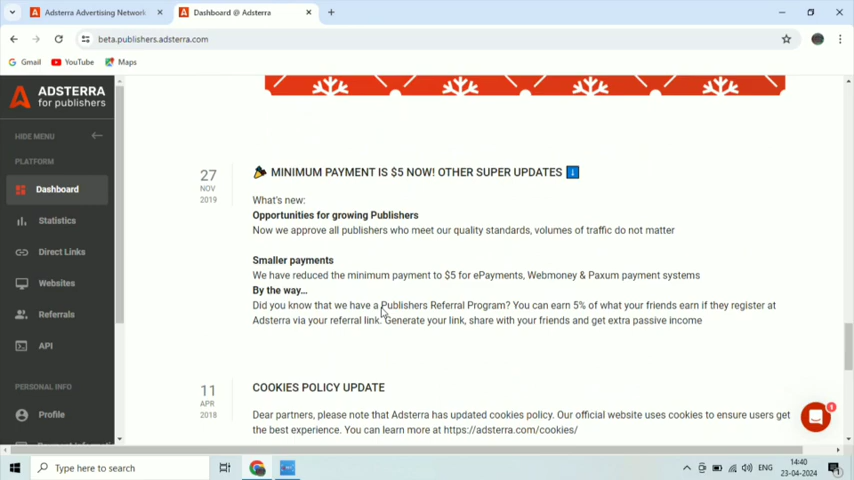 Adsterra Advertising Network
Dashboard @ Adsterra
beta.publishers.adsterra.com
Gmail
YouTube
Maps
ADSTERRA
for publishers
HIDE MENU
PLATFORM
Dashboard
Statistics
Direct Links
Websites
Referrals
API
PERSONAL INFO
Profile
27
NOV
2019
MINIMUM PAYMENT IS $5 NOW! OTHER SUPER UPDATES
What's new:
Opportunities for growing Publishers
Now we approve all publishers who meet our quality standards, volumes of traffic do not matter
Smaller payments
We have reduced the minimum payment to $5 for ePayments, Webmoney & Paxum payment systems
By the way...
Did you know that we have a Publishers Referral Program? You can earn 5% of what your friends earn if they register at
Adsterra via your referral link. Generate your link, share with your friends and get extra passive income
11
APR
2018
COOKIES POLICY UPDATE
Dear partners, please note that Adsterra has updated cookies policy. Our official website uses cookies to ensure users get
the best experience. You can learn more at https://adsterra.com/cookies/
1
Type here to search
ENG
14:40
23-04-2024
1